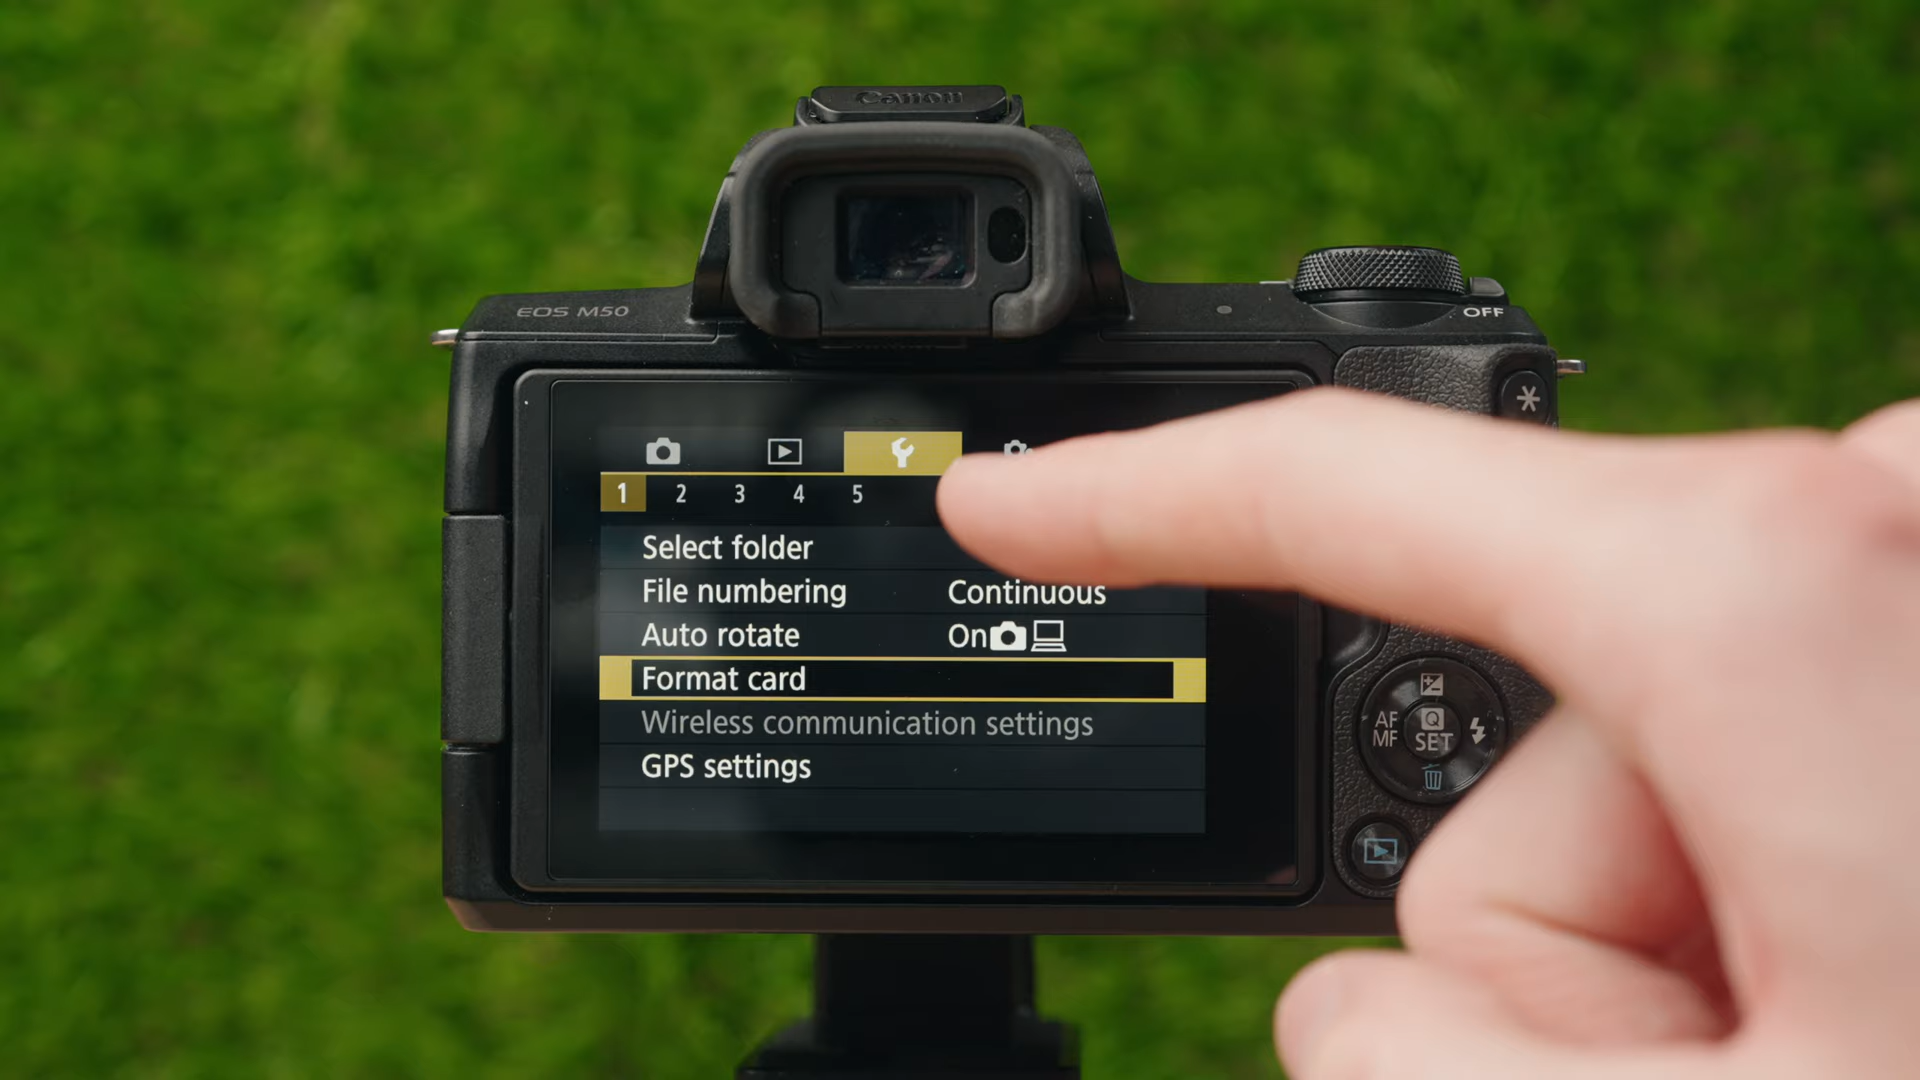 Canon
EOS M50
OFF
1 2 3 4 5
Select folder
File numbering Continuous
Auto rotate On
Format card
Wireless communication settings
GPS settings
AF
MF
Q
SET